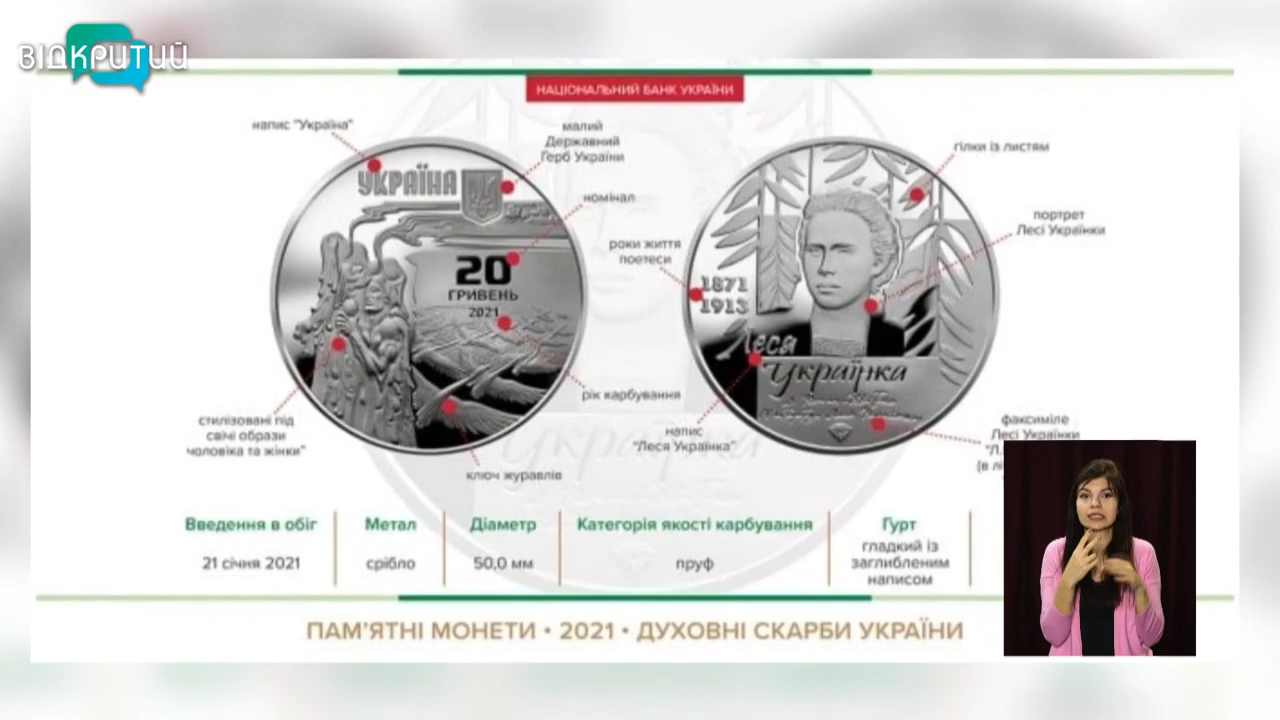 ВІДКРИТИЙ
НАЦІОНАЛЬНИЙ БАНК УКРАЇНИ
напис "Україна"
малий
Державний
Герб України
номінал
гілки із листям
портрет
Лесі Українки
роки життя
поетеси
УКРАЇНА
20
ГРИВЕНЬ
2021
1871
1913
Леся
Українка
рік карбування
стилізовані під
свічі образи
чоловіка та жінки"
ключ журавлів
напис
"Леся Українка"
факсиміле
Лесі Українки
"Л.
(в лі
Введення в обіг
21 січня 2021
Метал
срібло
Діаметр
50,0 мм
Категорія якості карбування
пруф
Гурт
гладкий із
заглибленим
написом
ПАМ'ЯТНІ МОНЕТИ • 2021 • ДУХОВНІ СКАРБИ УКРАЇНИ